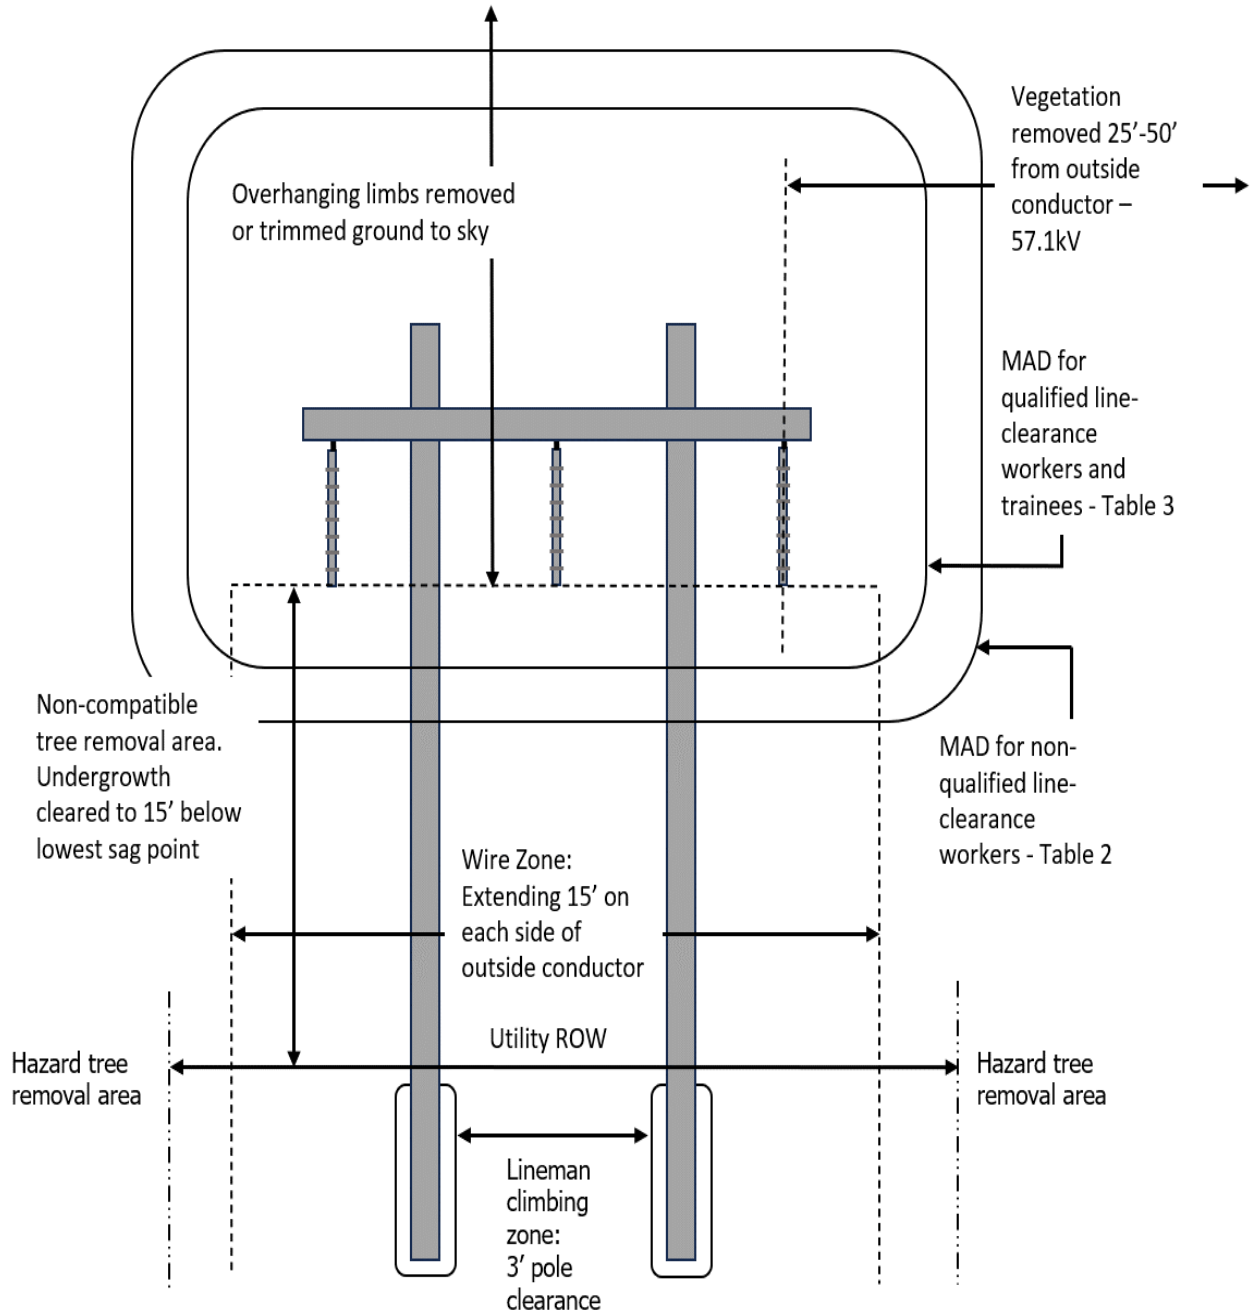 Vegetation
removed 25’-50’
from outside
conductor –
57.1kV
Overhanging limbs removed
or trimmed ground to sky
MAD for
qualified line-
clearance
workers and
trainees - Table 3
Non-compatible
tree removal area.
Undergrowth
cleared to 15’ below
lowest sag point
MAD for non-
qualified line-
clearance
workers - Table 2
Wire Zone:
Extending 15’ on
each side of
outside conductor
Utility ROW
Hazard tree
removal area
Hazard tree
removal area
Lineman
climbing
zone:
3’ pole
clearance